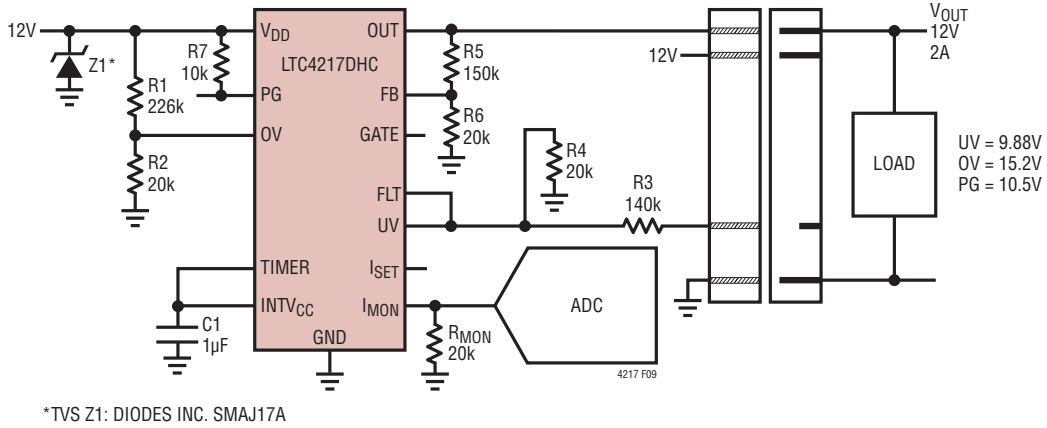 12V
Z1*
R1
226k
R2
20k
R7
10k
VDD
PG
OV
TIMER
INTVCC
C1
1µF
LTC4217DHC
GND
OUT
FB
GATE
FLT
UV
ISET
IMON
R5
150k
R6
20k
R4
20k
R3
140k
12V
RMON
20k
ADC
4217 F09
VOUT
12V
2A
LOAD
UV = 9.88V
OV = 15.2V
PG = 10.5V
*TVS Z1: DIODES INC. SMAJ17A